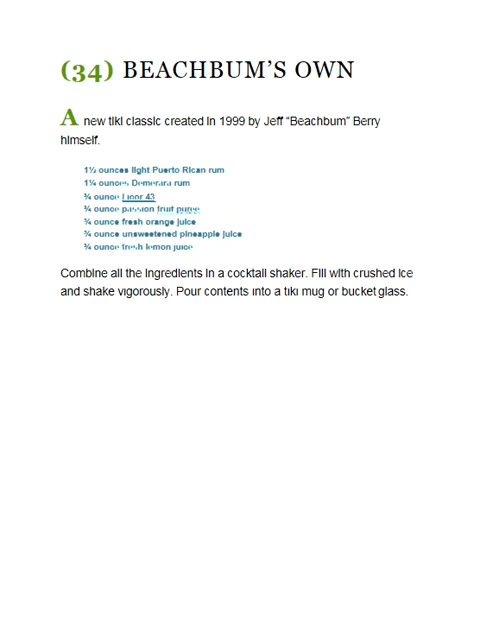 (34) BEACHBUM’S OWN
A new tiki classic created in 1999 by Jeff “Beachbum” Berry
himself.
1½ ounces light Puerto Rican rum
ounces Demerara rum
¾ ounce Licor 43
¾ ounce passion fruit puree
¾ ounce fresh orange juice
¾ ounce unsweetened pineapple juice
¾ ounce fresh lemon juice
Combine all the ingredients in a cocktail shaker. Fill with crushed ice
and shake vigorously. Pour contents into a tiki mug or bucket glass.